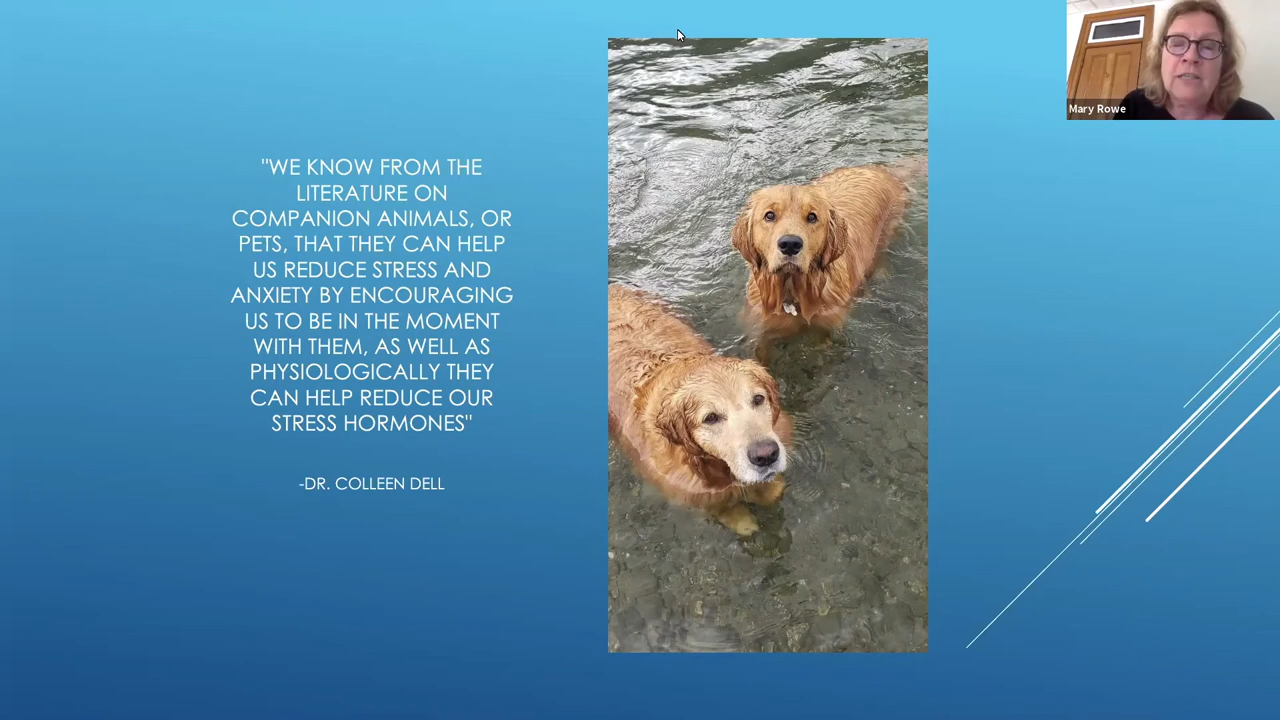 "WE KNOW FROM THE
LITERATURE ON
COMPANION ANIMALS, OR
PETS, THAT THEY CAN HELP
US REDUCE STRESS AND
ANXIETY BY ENCOURAGING
US TO BE IN THE MOMENT
WITH THEM, AS WELL AS
PHYSIOLOGICALLY THEY
CAN HELP REDUCE OUR
STRESS HORMONES"
-DR. COLLEEN DELL
Mary Rowe